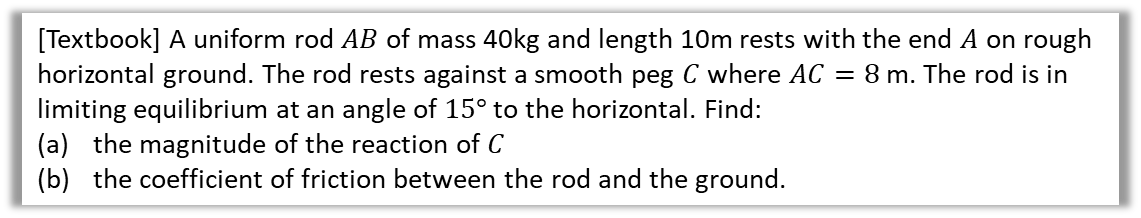 [Textbook] A uniform rod AB of mass 40kg and length 10m rests with the end A on rough
horizontal ground. The rod rests against a smooth peg C where AC = 8 m. The rod is in
limiting equilibrium at an angle of 15° to the horizontal. Find:
(a) the magnitude of the reaction of C
(b) the coefficient of friction between the rod and the ground.